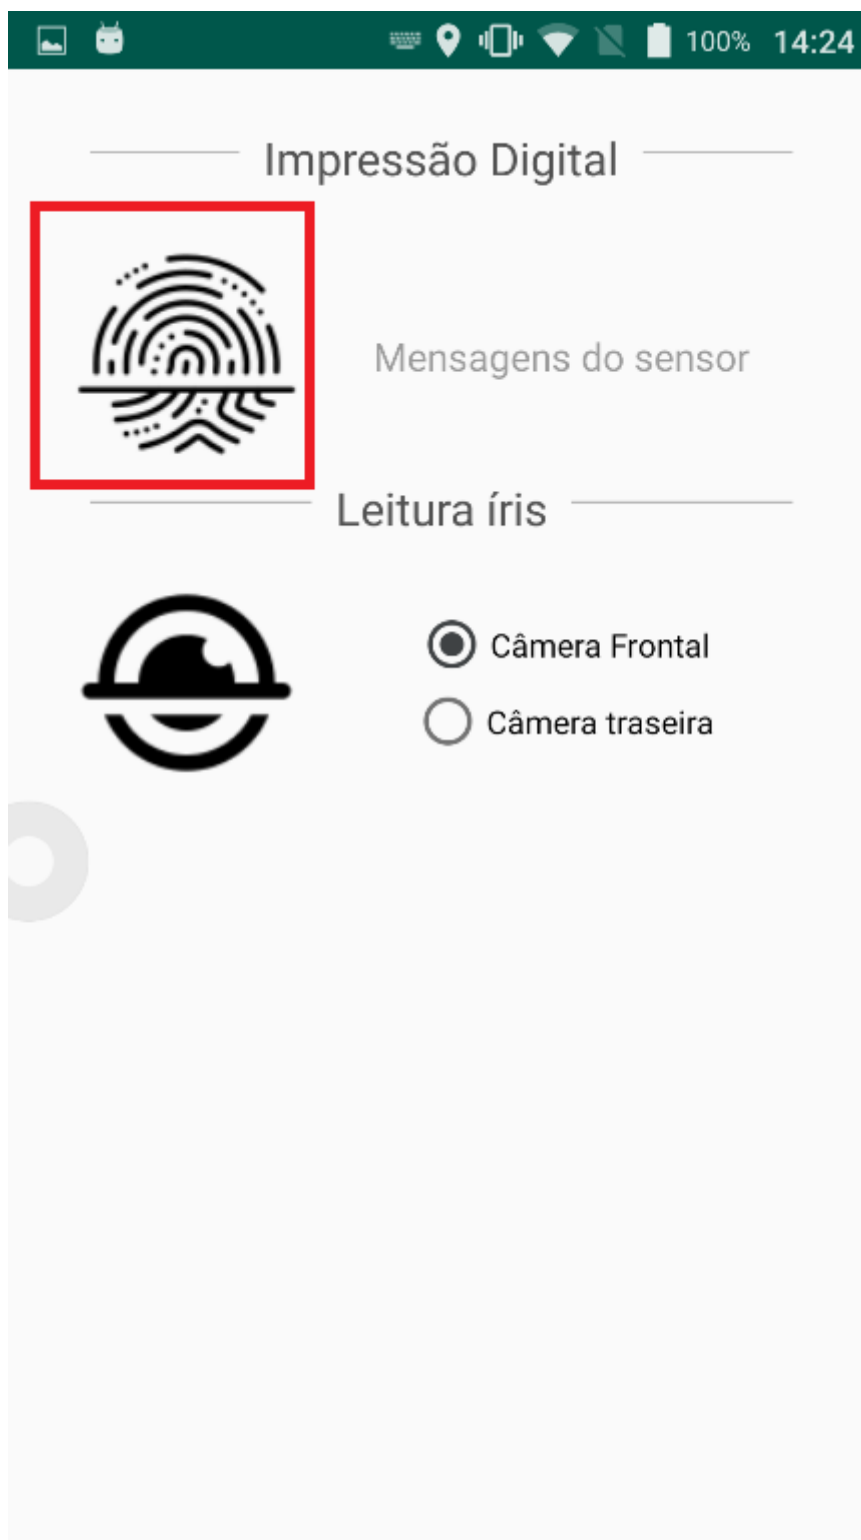 100% 14:24
Impressão Digital
Mensagens do sensor
Leitura íris
Câmera Frontal
Câmera traseira